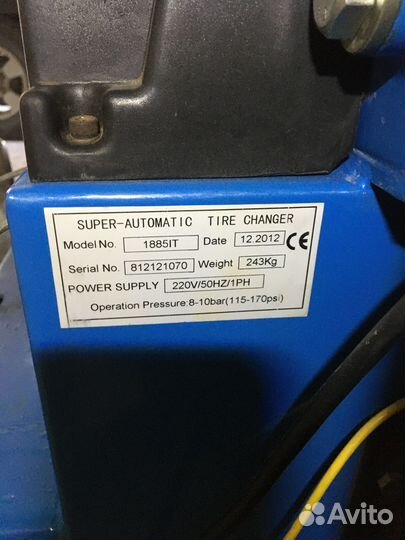 SUPER-AUTOMATIC TIRE CHANGER
Model No. 1885IT Date 12.2012 CE
Serial No. 812121070 Weight 243Kg
POWER SUPPLY 220V/50HZ/1PH
Operation Pressure:8-10bar(115-170psi)
Avito